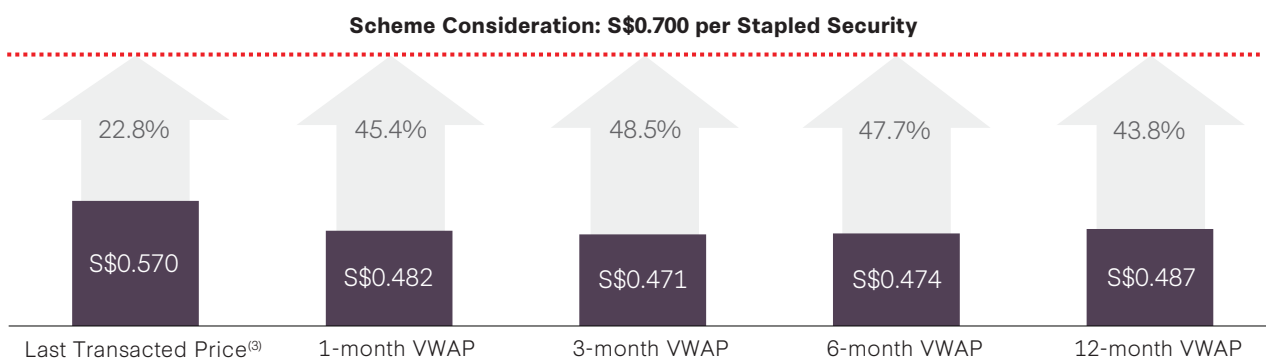 Scheme Consideration: S$0.700 per Stapled Security
22.8% 45.4% 48.5% 47.7% 43.8%
S$0.570 S$0.482 S$0.471 S$0.474 S$0.487
Last Transacted Price⁽³⁾ 1-month VWAP 3-month VWAP 6-month VWAP 12-month VWAP